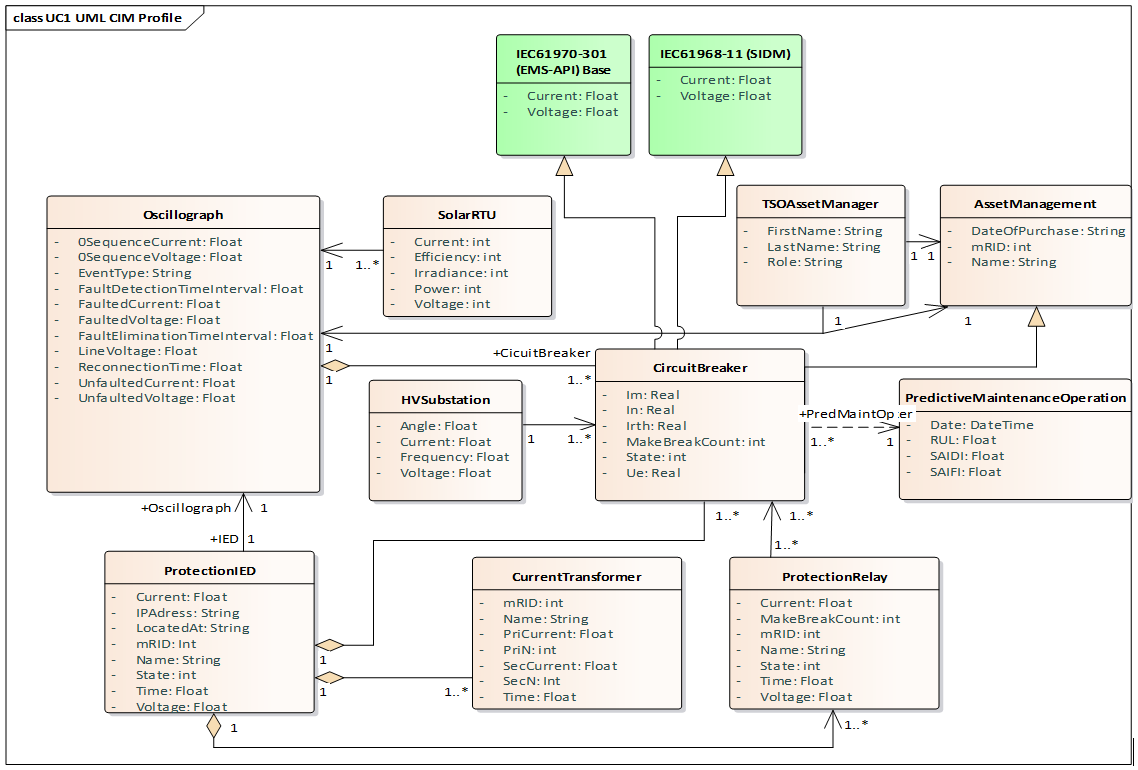 class UC1 UML CIM Profile
IEC61970-301
(EMS-API) Base
- Current: Float
- Voltage: Float
IEC61968-11 (SIDM)
- Current: Float
- Voltage: Float
Oscillograph
- 0SequenceCurrent: Float
- 0SequenceVoltage: Float
- EventType: String
- FaultDetectionTimeInterval: Float
- FaultedCurrent: Float
- FaultedVoltage: Float
- FaultEliminationTimeInterval: Float
- LineVoltage: Float
- ReconnectionTime: Float
- UnfaultedCurrent: Float
- UnfaultedVoltage: Float
SolarRTU
- Current: int
- Efficiency: int
- Irradiance: int
- Power: int
- Voltage: int
1 1..*
TSOAssetManager
- FirstName: String
- LastName: String
- Role: String
1 1
AssetManagement
- DateOfPurchase: String
- mRID: int
- Name: String
1 1
1
+CicuitBreaker
1 1..*
HVSubstation
- Angle: Float
- Current: Float
- Frequency: Float
- Voltage: Float
1 1..*
CircuitBreaker
- Im: Real
- In: Real
- Irth: Real
- MakeBreakCount: int
- State: int
- Ue: Real
+PredMaintOpter
1..* 1
PredictiveMaintenanceOperation
- Date: DateTime
- RUL: Float
- SAIDI: Float
- SAIFI: Float
+Oscillograph 1
+IED 1
1..* 1..*
1..*
ProtectionIED
- Current: Float
- IPAdress: String
- LocatedAt: String
- mRID: Int
- Name: String
- State: int
- Time: Float
- Voltage: Float
1
1 1..*
1
CurrentTransformer
- mRID: int
- Name: String
- PriCurrent: Float
- PriN: int
- SecCurrent: Float
- SecN: Int
- Time: Float
ProtectionRelay
- Current: Float
- MakeBreakCount: int
- mRID: int
- Name: String
- State: int
- Time: Float
- Voltage: Float
1..*